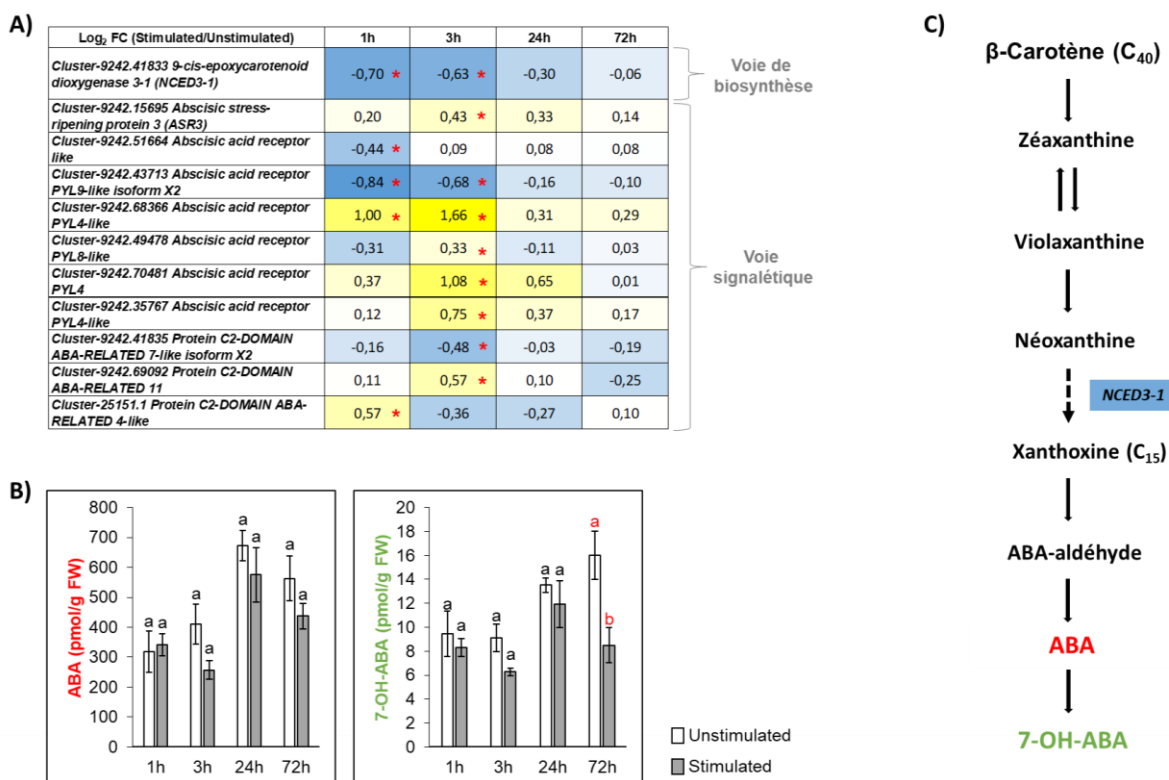 A)
Log₂ FC (Stimulated/Unstimulated) 1h 3h 24h 72h
Cluster-9242.41833 9-cis-epoxycarotenoid
dioxygenase 3-1 (NCED3-1) -0,70 * -0,63 * -0,30 -0,06
Cluster-9242.15695 Abscisic stress-
ripening protein 3 (ASR3) 0,20 0,43 * 0,33 0,14
Cluster-9242.51664 Abscisic acid receptor
like -0,44 * 0,09 0,08 0,08
Cluster-9242.43713 Abscisic acid receptor
PYL9-like isoform X2 -0,84 * -0,68 * -0,16 -0,10
Cluster-9242.68366 Abscisic acid receptor
PYL4-like 1,00 * 1,66 * 0,31 0,29
Cluster-9242.49478 Abscisic acid receptor
PYL8-like -0,31 0,33 * -0,11 0,03
Cluster-9242.70481 Abscisic acid receptor
PYL4 0,37 1,08 * 0,65 0,01
Cluster-9242.35767 Abscisic acid receptor
PYL4-like 0,12 0,75 * 0,37 0,17
Cluster-9242.41835 Protein C2-DOMAIN
ABA-RELATED 7-like isoform X2 -0,16 -0,48 * -0,03 -0,19
Cluster-9242.69092 Protein C2-DOMAIN
ABA-RELATED 11 0,11 0,57 * 0,10 -0,25
Cluster-25151.1 Protein C2-DOMAIN ABA-
RELATED 4-like 0,57 * -0,36 -0,27 0,10
Voie de
biosynthèse
Voie
signalétique
B)
ABA (pmol/g FW)
800
700
600
500
400
300
200
100
0
a a a a a a a a
1h 3h 24h 72h
7-OH-ABA (pmol/g FW)
20
18
16
14
12
10
8
6
4
2
0
a a a a a a a b
1h 3h 24h 72h
Unstimulated
Stimulated
C)
β-Carotène (C₄₀)
Zéaxanthine
Violaxanthine
Néoxanthine
NCED3-1
Xanthoxine (C₁₅)
ABA-aldéhyde
ABA
7-OH-ABA